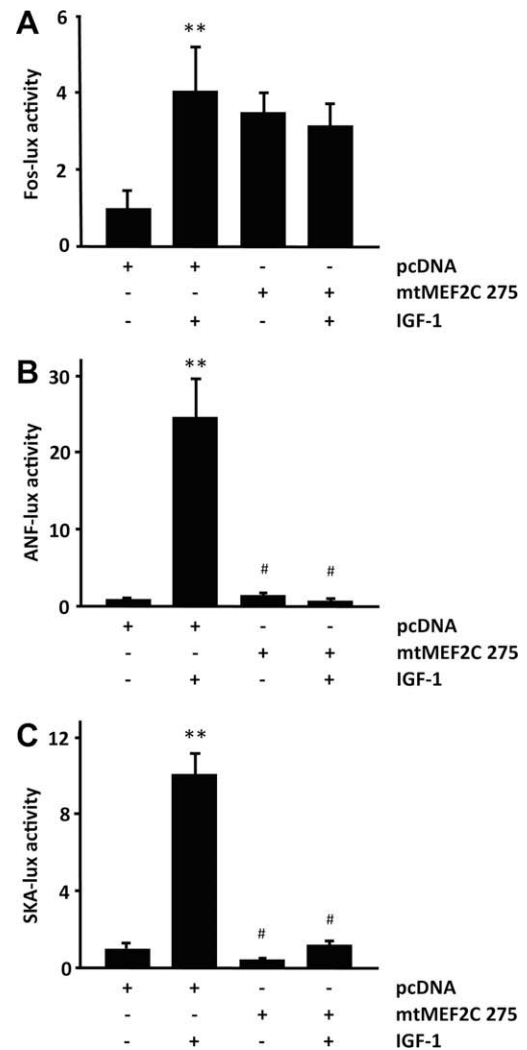 A
Fos-lux activity
6
4
2
0
**
+ + - - pcDNA
- - + + mtMEF2C 275
- + - + IGF-1
B
ANF-lux activity
30
20
10
0
**
# #
+ + - - pcDNA
- - + + mtMEF2C 275
- + - + IGF-1
C
SKA-lux activity
12
8
4
0
**
# #
+ + - - pcDNA
- - + + mtMEF2C 275
- + - + IGF-1